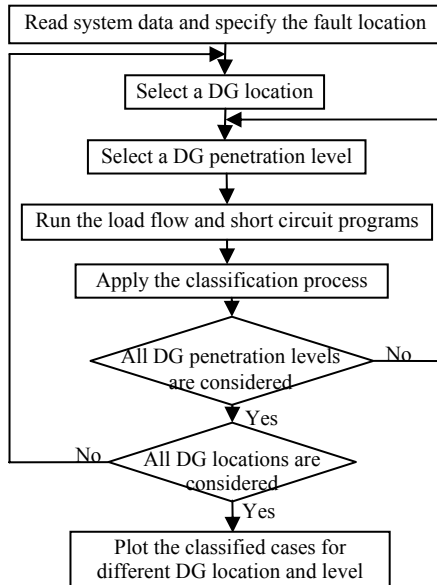 Read system data and specify the fault location
Select a DG location
Select a DG penetration level
Run the load flow and short circuit programs
Apply the classification process
All DG penetration levels
are considered
No
Yes
No
All DG locations are
considered
Yes
Plot the classified cases for
different DG location and level